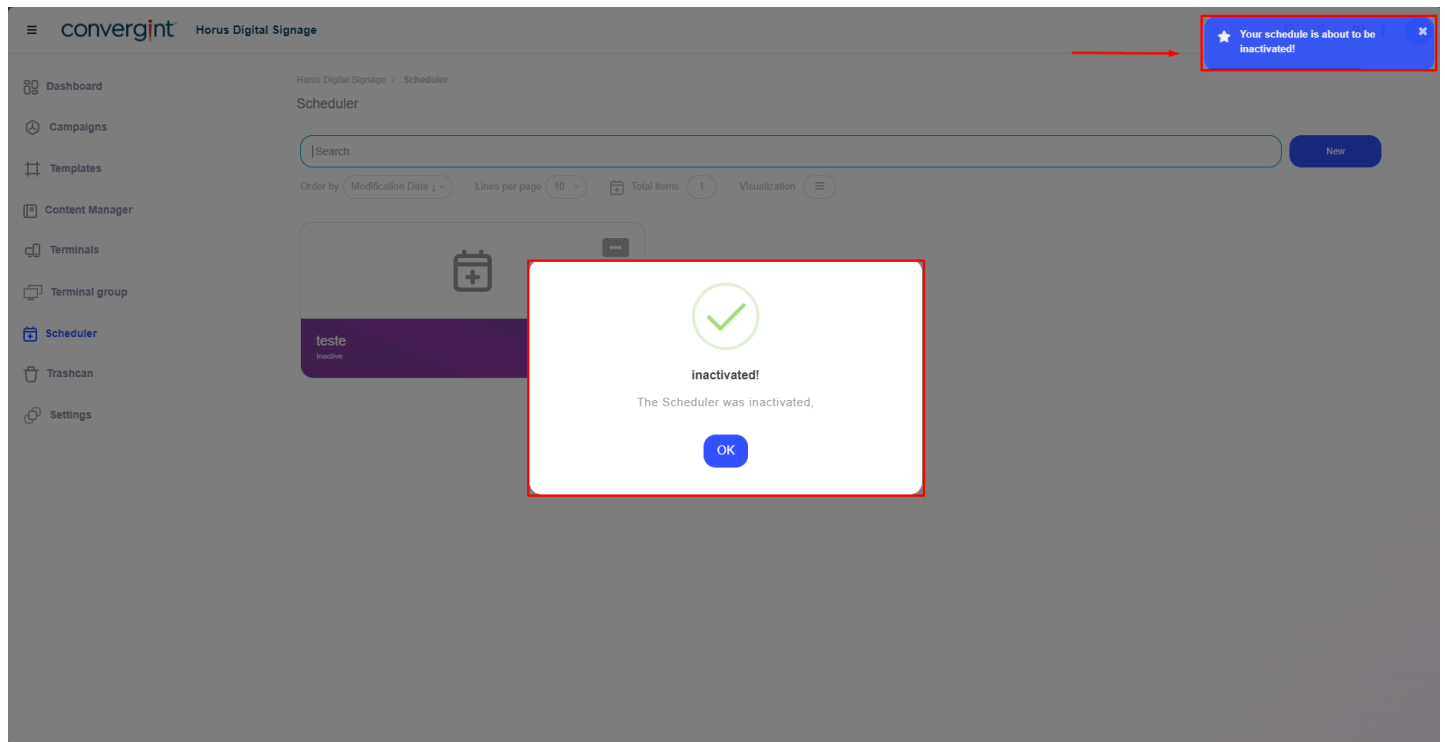 convergint Horus Digital Signage
Your schedule is about to be
inactivated!
Dashboard
Campaigns
Templates
Content Manager
Terminals
Terminal group
Scheduler
Trashcan
Settings
Horus Digital Signage / Scheduler
Scheduler
Search
New
Order by Modification Date ↓ Lines per page 10 Total items 1 Visualization
teste
Inactive
inactivated!
The Scheduler was inactivated,
OK